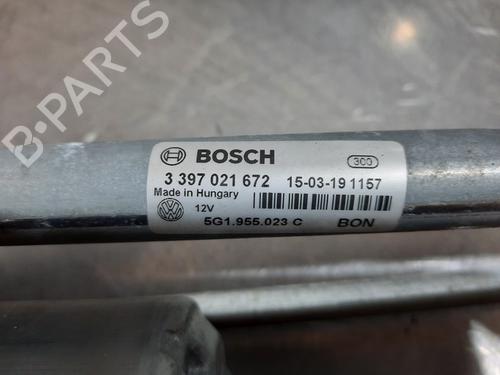 B-PARTS
BOSCH 300
3 397 021 672 15-03-19 1157
Made in Hungary
12V
5G1.955.023 C BON